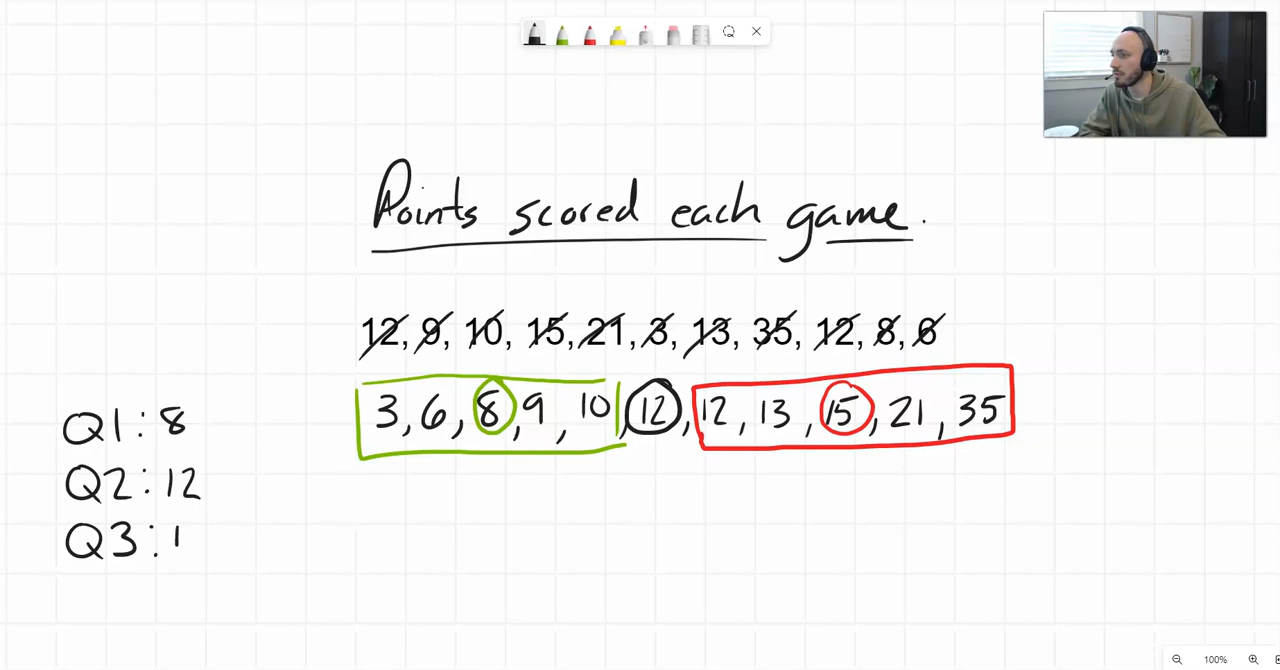 Points scored each game.
12, 9, 10, 15, 21, 3, 13, 35, 12, 8, 6
3, 6, 8, 9, 10, 12, 12, 13, 15, 21, 35
Q1: 8
Q2: 12
Q3: 1
100%